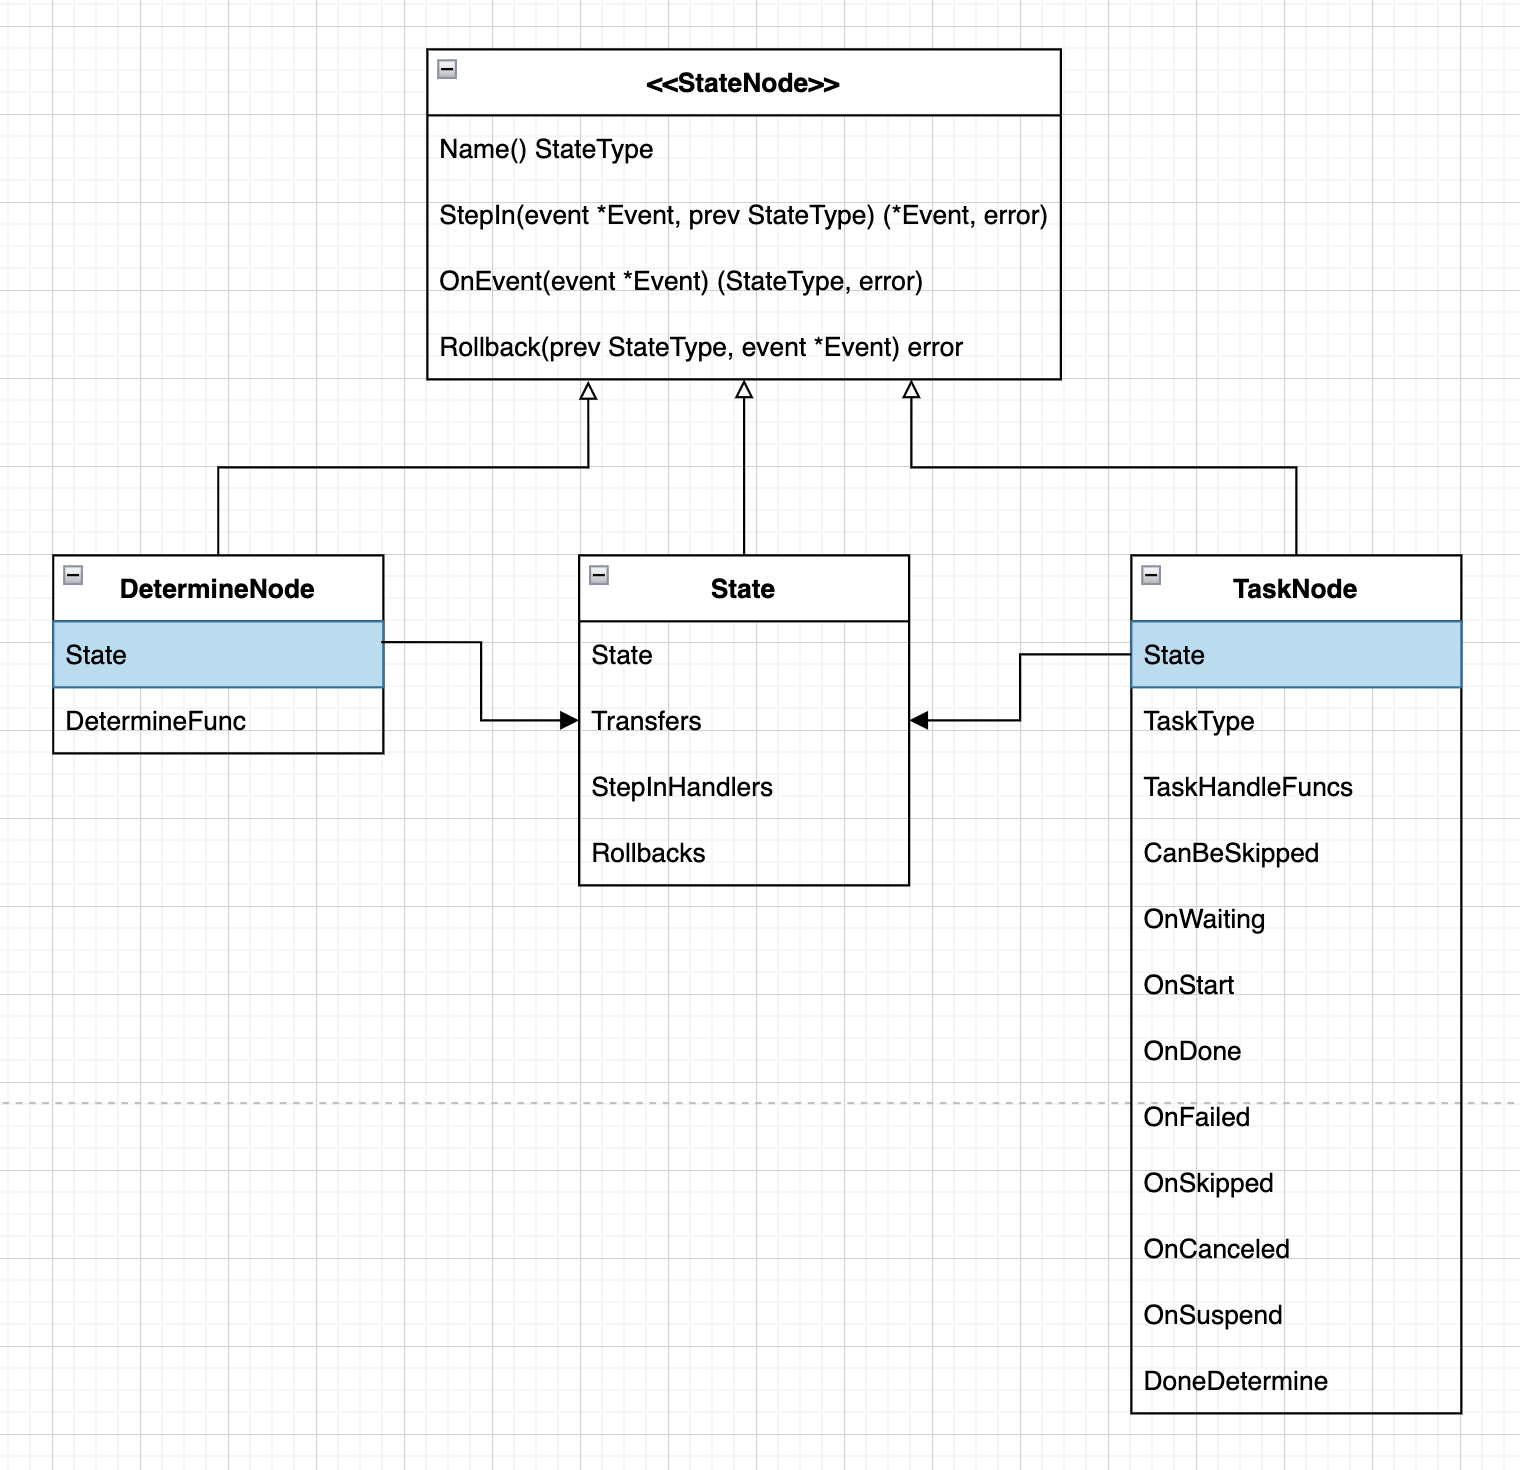 <<StateNode>>
Name() StateType
StepIn(event *Event, prev StateType) (*Event, error)
OnEvent(event *Event) (StateType, error)
Rollback(prev StateType, event *Event) error
DetermineNode
State
DetermineFunc
State
State
Transfers
StepInHandlers
Rollbacks
TaskNode
State
TaskType
TaskHandleFuncs
CanBeSkipped
OnWaiting
OnStart
OnDone
OnFailed
OnSkipped
OnCanceled
OnSuspend
DoneDetermine